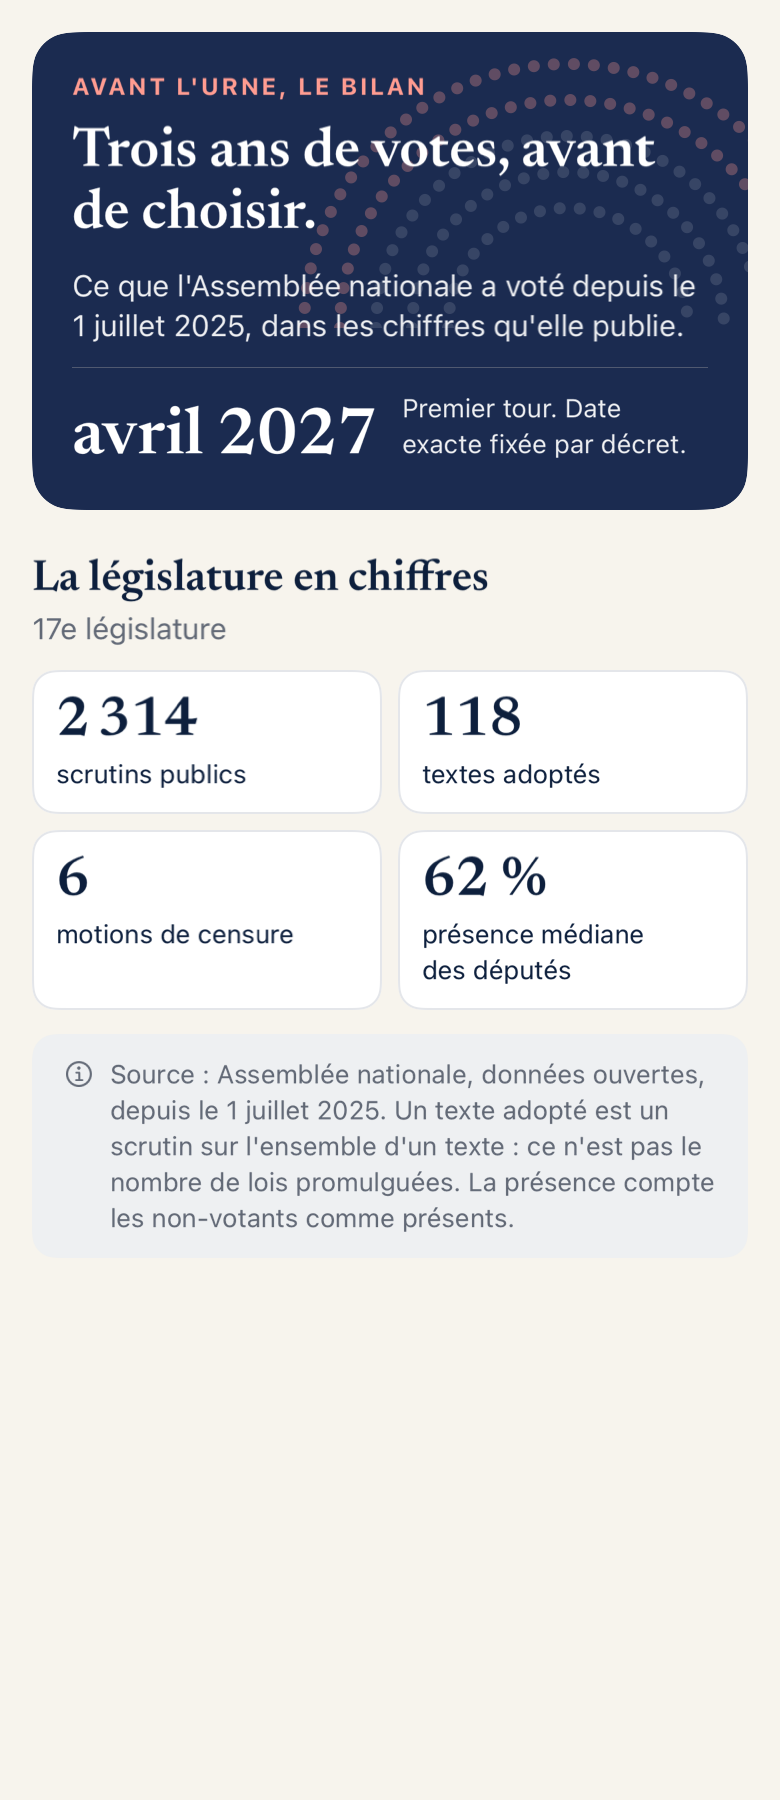 AVANT L'URNE, LE BILAN
Trois ans de votes, avant
de choisir.
Ce que l'Assemblée nationale a voté depuis le
1 juillet 2025, dans les chiffres qu'elle publie.
avril 2027
Premier tour. Date
exacte fixée par décret.
La législature en chiffres
17e législature
2 314
scrutins publics
118
textes adoptés
6
motions de censure
62 %
présence médiane
des députés
Source : Assemblée nationale, données ouvertes,
depuis le 1 juillet 2025. Un texte adopté est un
scrutin sur l'ensemble d'un texte : ce n'est pas le
nombre de lois promulguées. La présence compte
les non-votants comme présents.